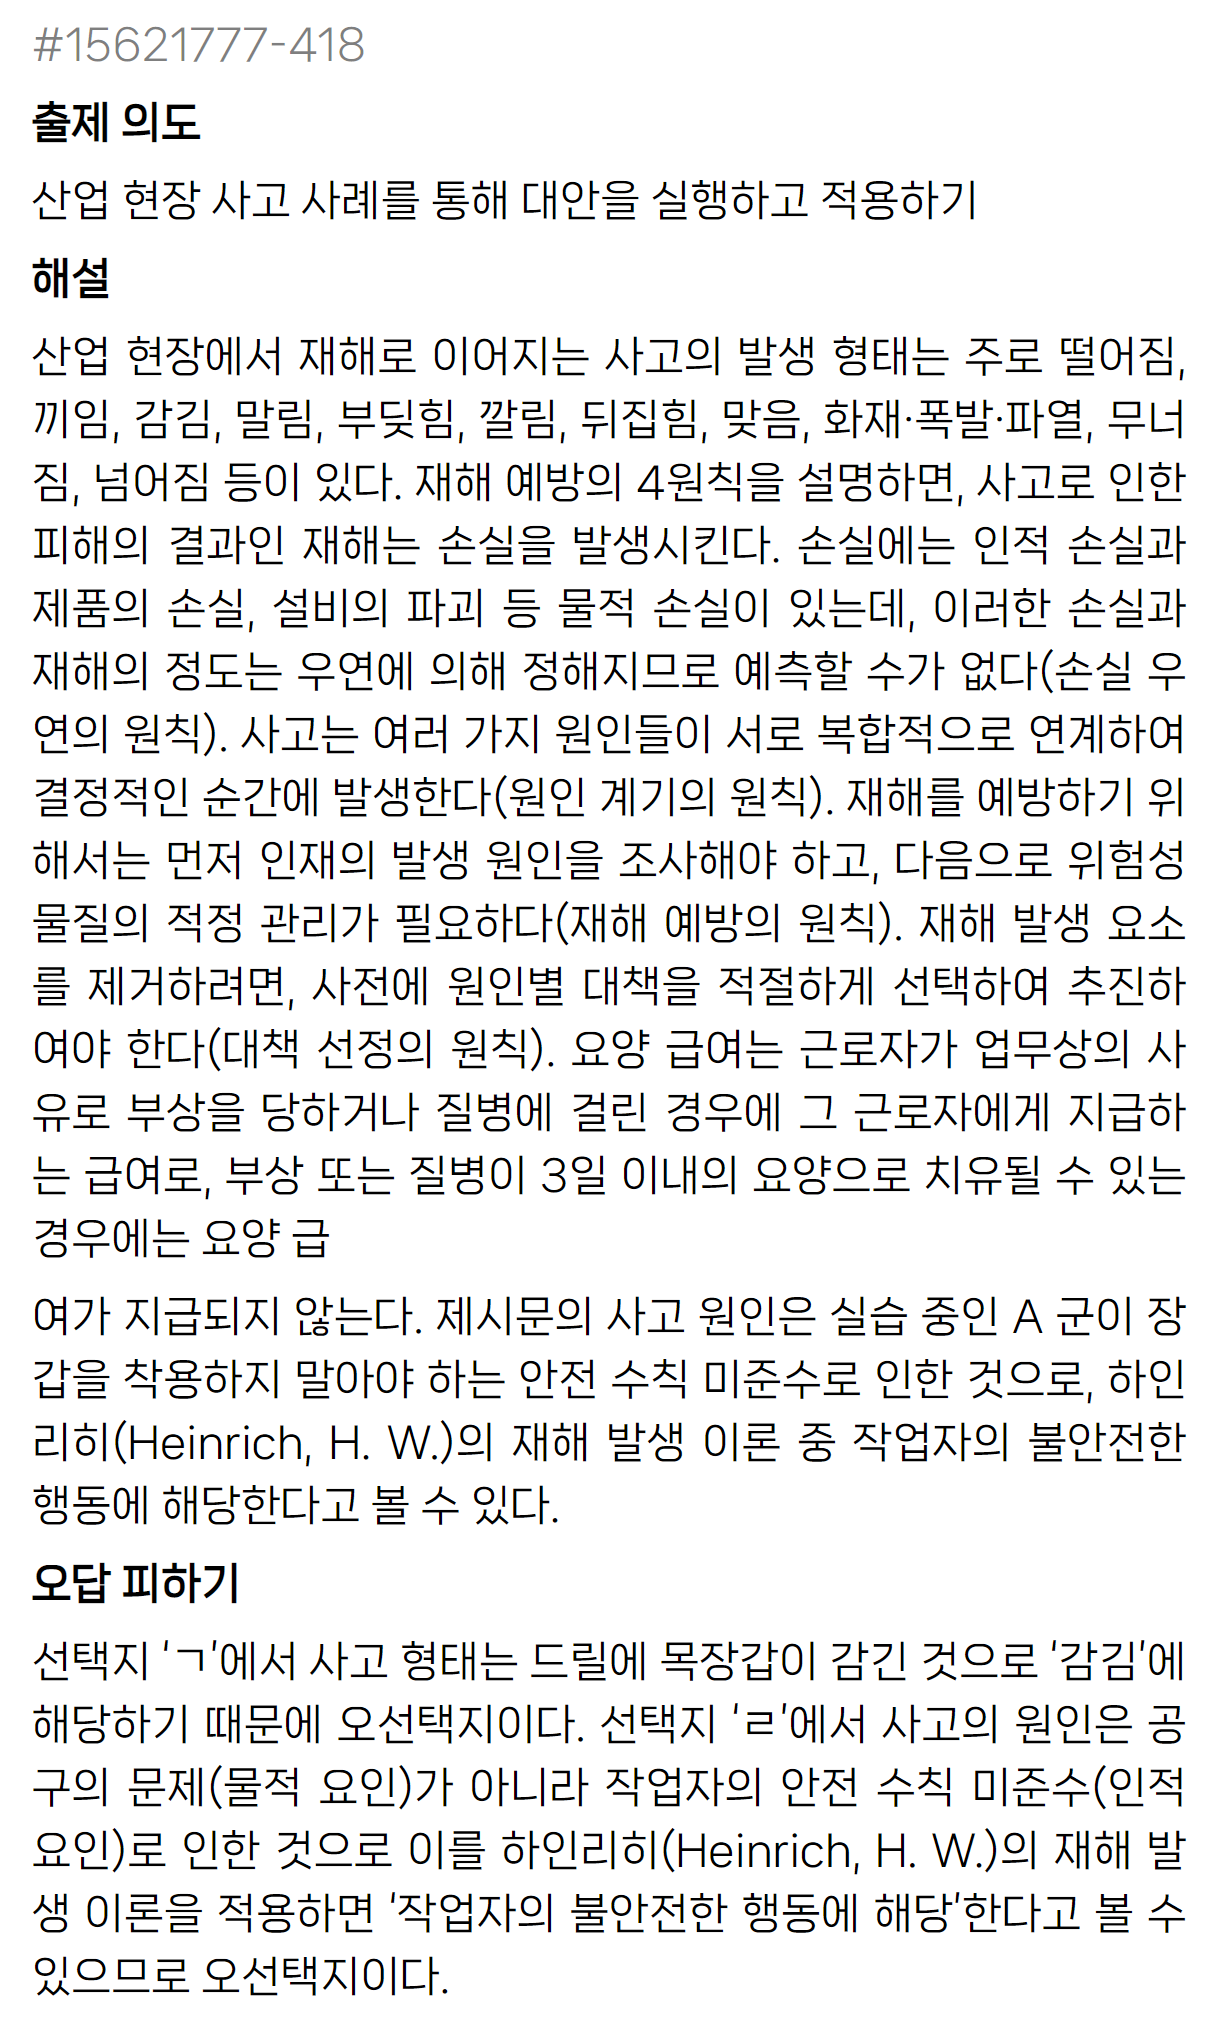 #15621777-418
출제 의도
산업 현장 사고 사례를 통해 대안을 실행하고 적용하기
해설
산업 현장에서 재해로 이어지는 사고의 발생 형태는 주로 떨어짐,
끼임, 감김, 말림, 부딪힘, 깔림, 뒤집힘, 맞음, 화재·폭발·파열, 무너
짐, 넘어짐 등이 있다. 재해 예방의 4원칙을 설명하면, 사고로 인한
피해의 결과인 재해는 손실을 발생시킨다. 손실에는 인적 손실과
제품의 손실, 설비의 파괴 등 물적 손실이 있는데, 이러한 손실과
재해의 정도는 우연에 의해 정해지므로 예측할 수가 없다(손실 우
연의 원칙). 사고는 여러 가지 원인들이 서로 복합적으로 연계하여
결정적인 순간에 발생한다(원인 계기의 원칙). 재해를 예방하기 위
해서는 먼저 인재의 발생 원인을 조사해야 하고, 다음으로 위험성
물질의 적정 관리가 필요하다(재해 예방의 원칙). 재해 발생 요소
를 제거하려면, 사전에 원인별 대책을 적절하게 선택하여 추진하
여야 한다(대책 선정의 원칙). 요양 급여는 근로자가 업무상의 사
유로 부상을 당하거나 질병에 걸린 경우에 그 근로자에게 지급하
는 급여로, 부상 또는 질병이 3일 이내의 요양으로 치유될 수 있는
경우에는 요양 급
여가 지급되지 않는다. 제시문의 사고 원인은 실습 중인 A 군이 장
갑을 착용하지 말아야 하는 안전 수칙 미준수로 인한 것으로, 하인
리히(Heinrich, H. W.)의 재해 발생 이론 중 작업자의 불안전한
행동에 해당한다고 볼 수 있다.
오답 피하기
선택지 ‘ㄱ’에서 사고 형태는 드릴에 목장갑이 감긴 것으로 ‘감김’에
해당하기 때문에 오선택지이다. 선택지 ‘ㄹ’에서 사고의 원인은 공
구의 문제(물적 요인)가 아니라 작업자의 안전 수칙 미준수(인적
요인)로 인한 것으로 이를 하인리히(Heinrich, H. W.)의 재해 발
생 이론을 적용하면 ‘작업자의 불안전한 행동에 해당’한다고 볼 수
있으므로 오선택지이다.